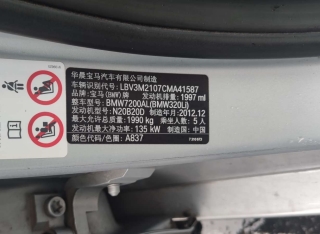 华晨宝马汽车有限公司制造
车辆识别代号: LBV3M2107CMA41587
品牌: 宝马(BMW)牌 发动机排量: 1997 ml
整车型号: BMW7200AL(BMW320Li)
发动机型号: N20B20D 制造年月: 2012.12
最大允许总质量: 1990 kg 乘坐人数: 5 人
发动机最大净功率: 135 kW 制造国: 中国
颜色代码/色圈: A837